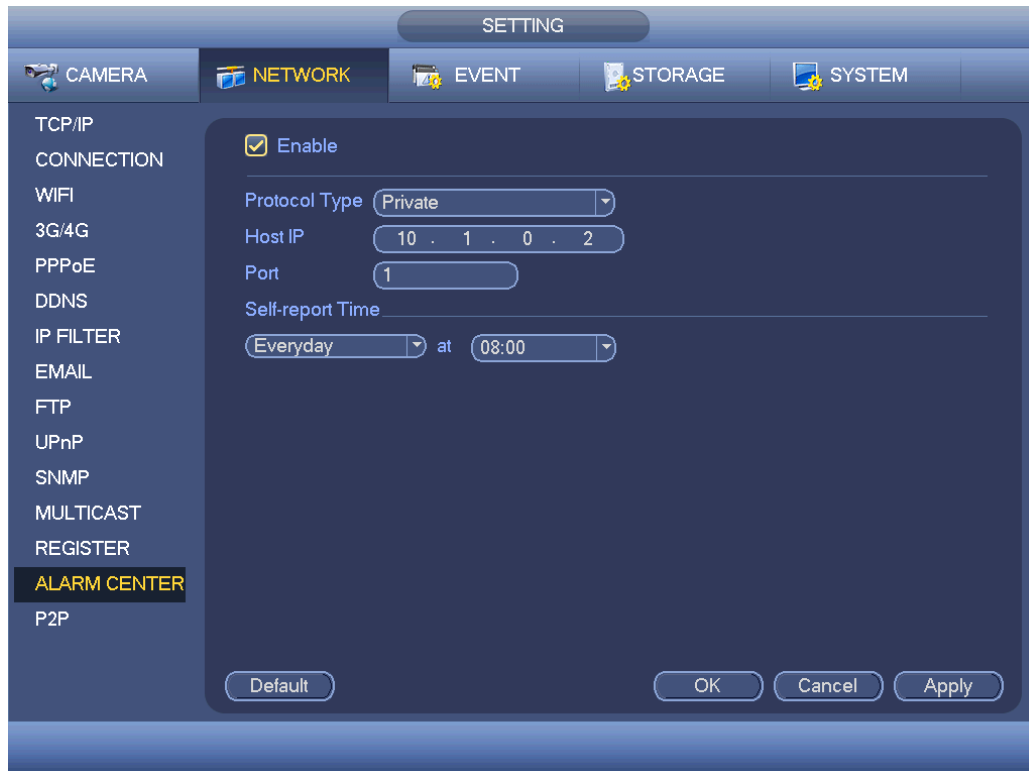 SETTING
CAMERA NETWORK EVENT STORAGE SYSTEM
TCP/IP
CONNECTION
WIFI
3G/4G
PPPoE
DDNS
IP FILTER
EMAIL
FTP
UPnP
SNMP
MULTICAST
REGISTER
ALARM CENTER
P2P
Enable
Protocol Type Private
Host IP 10 . 1 . 0 . 2
Port 1
Self-report Time
Everyday at 08:00
Default OK Cancel Apply